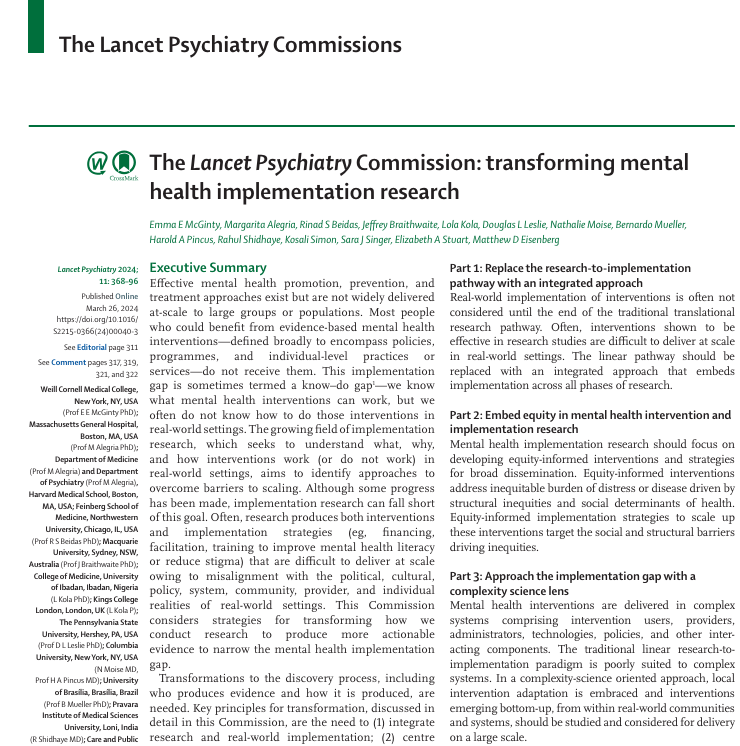 The Lancet Psychiatry Commissions
CrossMark
The Lancet Psychiatry Commission: transforming mental
health implementation research
Emma E McGinty, Margarita Alegria, Rinad S Beidas, Jeffrey Braithwaite, Lola Kola, Douglas L Leslie, Nathalie Moise, Bernardo Mueller,
Harold A Pincus, Rahul Shidhaye, Kosali Simon, Sara J Singer, Elizabeth A Stuart, Matthew D Eisenberg
Lancet Psychiatry 2024;
11: 368–96
Published Online
March 26, 2024
https://doi.org/10.1016/
S2215-0366(24)00040-3
See Editorial page 311
See Comment pages 317, 319,
321, and 322
Weill Cornell Medical College,
New York, NY, USA
(Prof E E McGinty PhD);
Massachusetts General Hospital,
Boston, MA, USA
(Prof M Alegria PhD);
Department of Medicine
(Prof M Alegria) and Department
of Psychiatry (Prof M Alegria),
Harvard Medical School, Boston,
MA, USA; Feinberg School of
Medicine, Northwestern
University, Chicago, IL, USA
(Prof R S Beidas PhD); Macquarie
University, Sydney, NSW,
Australia (Prof J Braithwaite PhD);
College of Medicine, University
of Ibadan, Ibadan, Nigeria
(L Kola PhD); Kings College
London, London, UK (L Kola P);
The Pennsylvania State
University, Hershey, PA, USA
(Prof D L Leslie PhD); Columbia
University, New York, NY, USA
(N Moise MD,
Prof H A Pincus MD); University
of Brasília, Brasília, Brazil
(Prof B Mueller PhD); Pravara
Institute of Medical Sciences
University, Loni, India
(R Shidhaye MD); Care and Public
Executive Summary
Effective mental health promotion, prevention, and
treatment approaches exist but are not widely delivered
at-scale to large groups or populations. Most people
who could benefit from evidence-based mental health
interventions—defined broadly to encompass policies,
programmes, and individual-level practices or
services—do not receive them. This implementation
gap is sometimes termed a know–do gap¹—we know
what mental health interventions can work, but we
often do not know how to do those interventions in
real-world settings. The growing field of implementation
research, which seeks to understand what, why,
and how interventions work (or do not work) in
real-world settings, aims to identify approaches to
overcome barriers to scaling. Although some progress
has been made, implementation research can fall short
of this goal. Often, research produces both interventions
and implementation strategies (eg, financing,
facilitation, training to improve mental health literacy
or reduce stigma) that are difficult to deliver at scale
owing to misalignment with the political, cultural,
policy, system, community, provider, and individual
realities of real-world settings. This Commission
considers strategies for transforming how we
conduct research to produce more actionable
evidence to narrow the mental health implementation
gap.
Transformations to the discovery process, including
who produces evidence and how it is produced, are
needed. Key principles for transformation, discussed in
detail in this Commission, are the need to (1) integrate
research and real-world implementation; (2) centre
Part 1: Replace the research-to-implementation
pathway with an integrated approach
Real-world implementation of interventions is often not
considered until the end of the traditional translational
research pathway. Often, interventions shown to be
effective in research studies are difficult to deliver at scale
in real-world settings. The linear pathway should be
replaced with an integrated approach that embeds
implementation across all phases of research.
Part 2: Embed equity in mental health intervention and
implementation research
Mental health implementation research should focus on
developing equity-informed interventions and strategies
for broad dissemination. Equity-informed interventions
address inequitable burden of distress or disease driven by
structural inequities and social determinants of health.
Equity-informed implementation strategies to scale up
these interventions target the social and structural barriers
driving inequities.
Part 3: Approach the implementation gap with a
complexity science lens
Mental health interventions are delivered in complex
systems comprising intervention users, providers,
administrators, technologies, policies, and other inter-
acting components. The traditional linear research-to-
implementation paradigm is poorly suited to complex
systems. In a complexity-science oriented approach, local
intervention adaptation is embraced and interventions
emerging bottom-up, from within real-world communities
and systems, should be studied and considered for delivery
on a large scale.